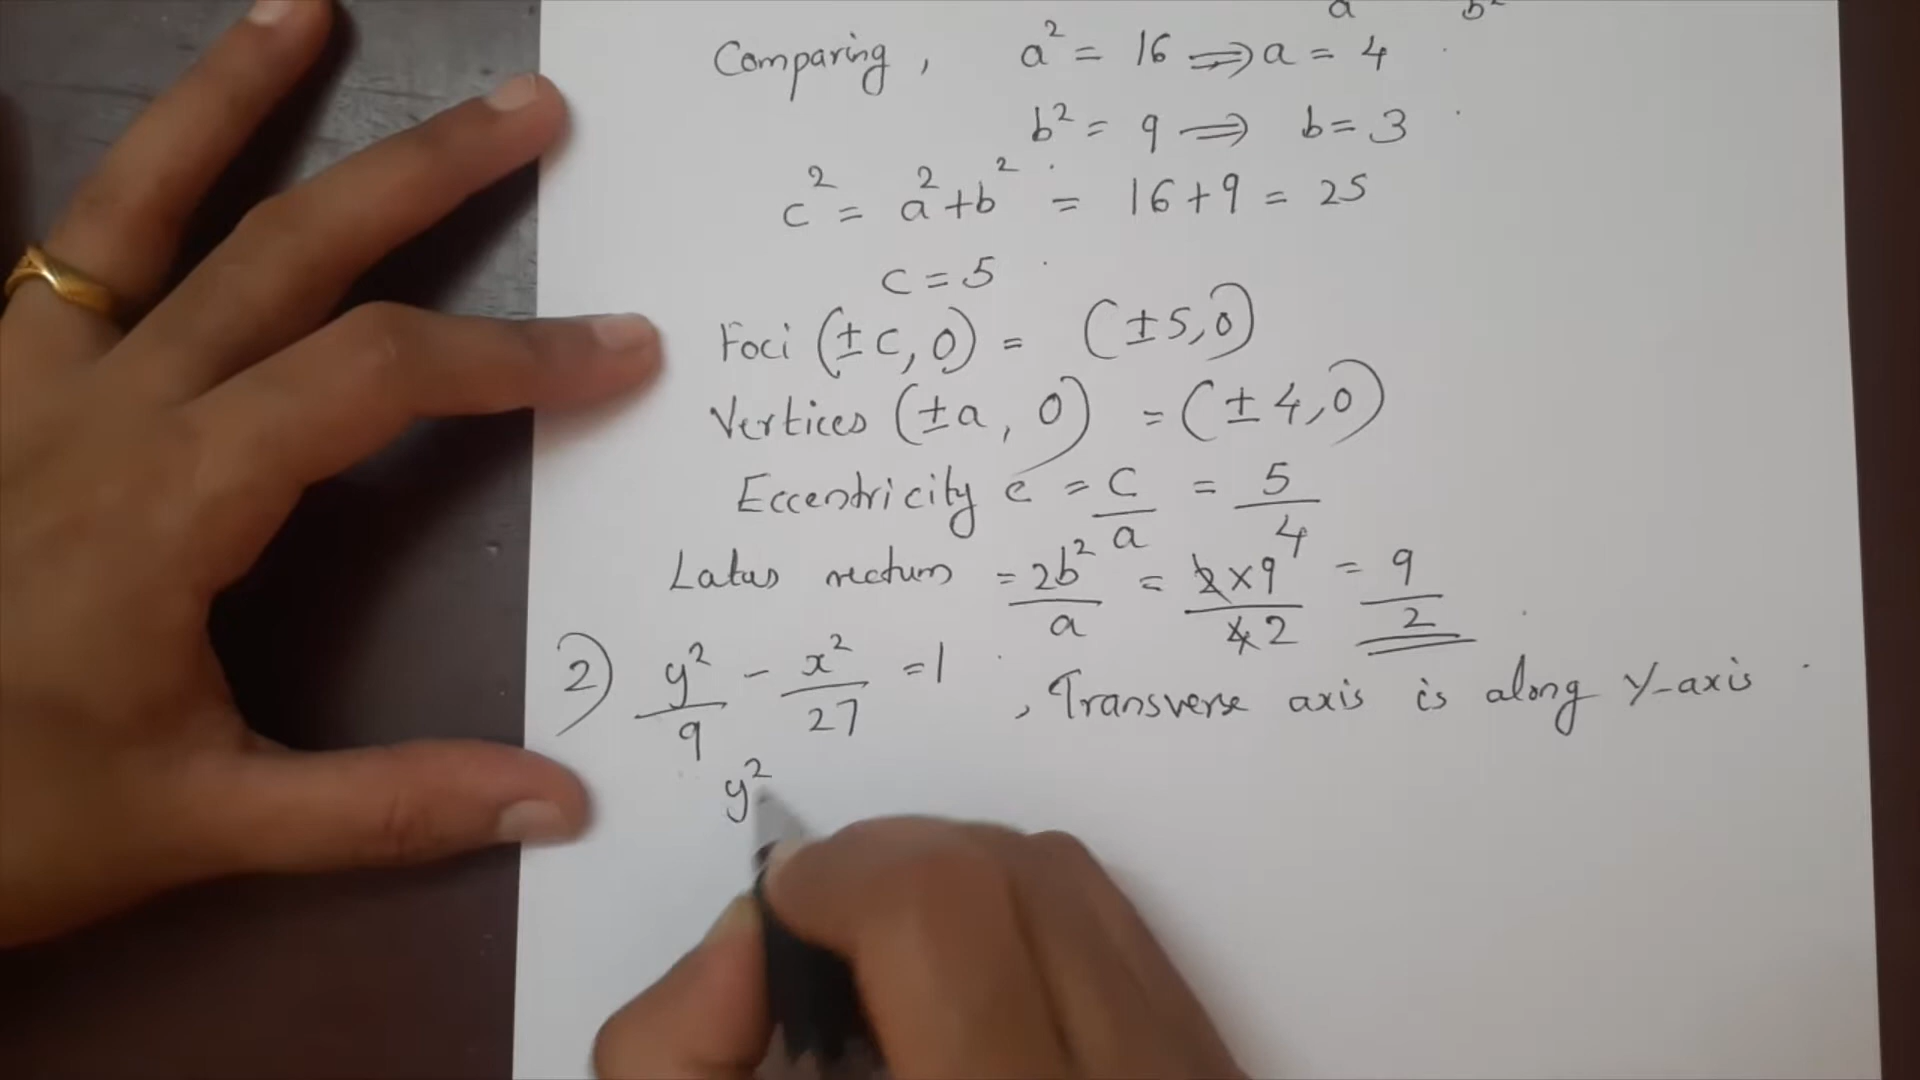 a b²
Comparing, a² = 16 ⟹ a = 4
b² = 9 ⟹ b = 3
c² = a² + b² = 16 + 9 = 25
c = 5
Foci (± c, 0) = (± 5, 0)
Vertices (± a, 0) = (± 4, 0)
Eccentricity e = c/a = 5/4
Latus rectum = 2b²/a = 2×9/4 2 = 9/2
2) y²/9 - x²/27 = 1, Transverse axis is along Y-axis
y²